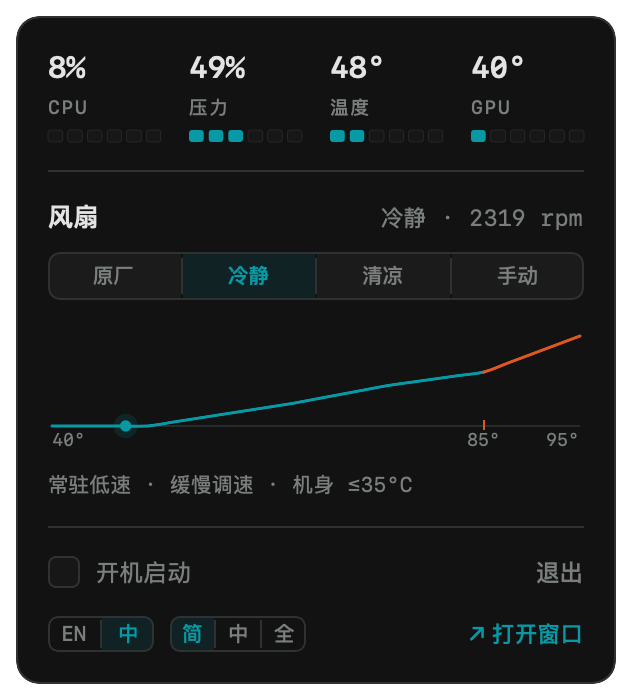 8% 49% 48° 40°
CPU 压力 温度 GPU
风扇 冷静 · 2319 rpm
原厂 冷静 清凉 手动
40° 85° 95°
常驻低速 · 缓慢调速 · 机身 ≤35°C
开机启动 退出
EN 中 简 中 全 ↗ 打开窗口